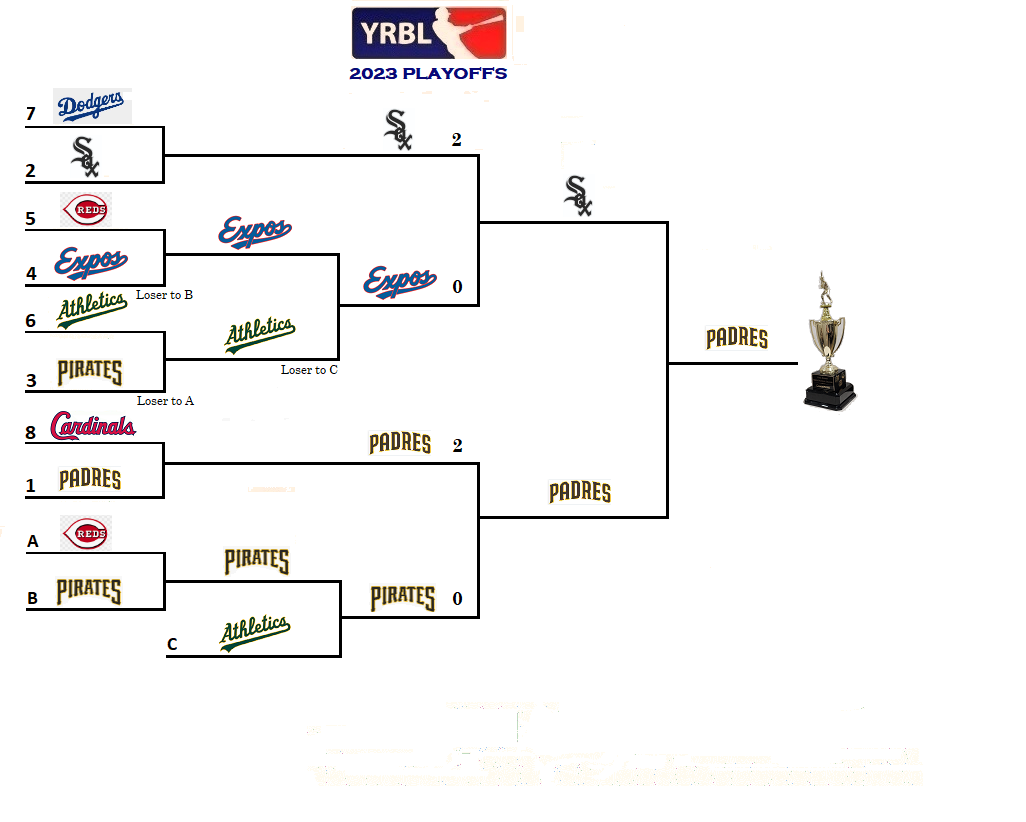 YRBL
2023 PLAYOFFS
7 Dodgers
Sox 2
2 Sox
Sox
5 REDS
Expos
4 Expos
Expos 0
Loser to B
6 Athletics
Athletics
PADRES
3 PIRATES
Loser to C
Loser to A
8 Cardinals
PADRES 2
1 PADRES
PADRES
A REDS
PIRATES
B PIRATES
PIRATES 0
C Athletics